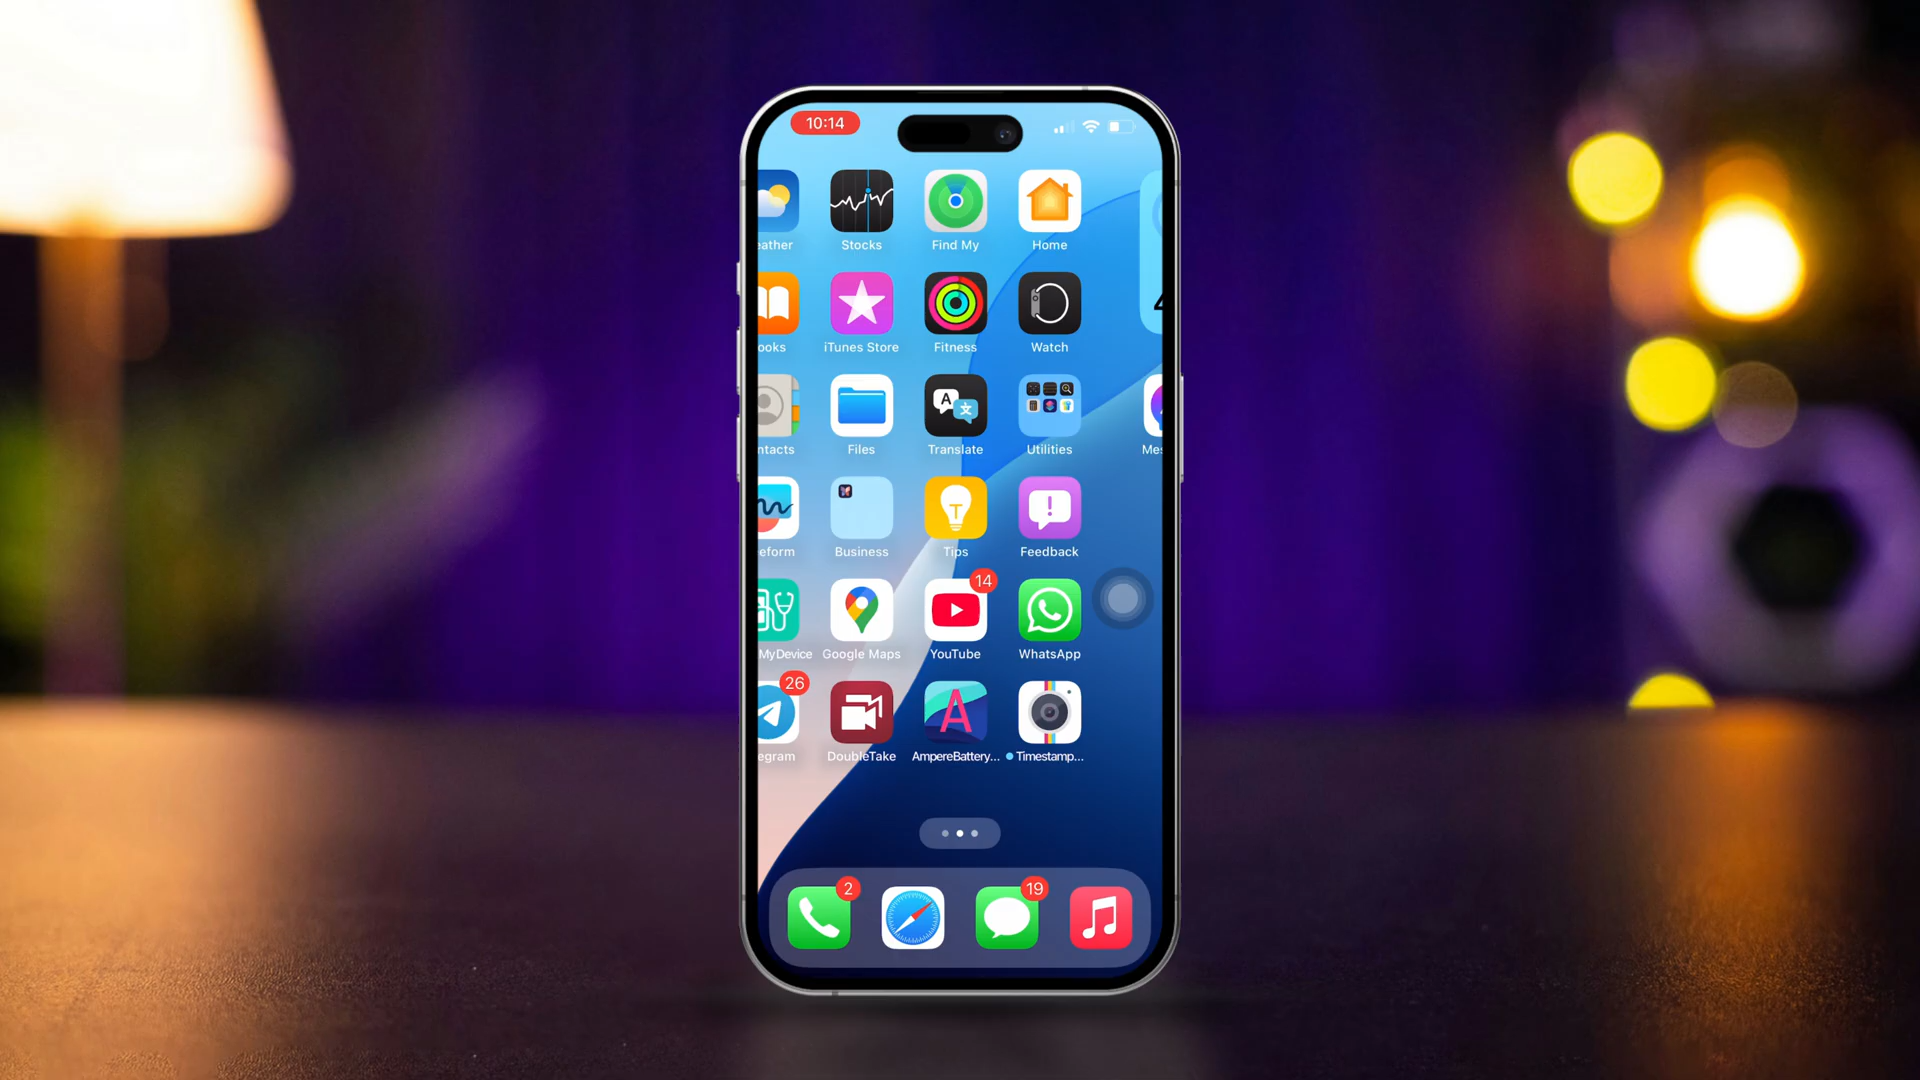 10:14
eather Stocks Find My Home
ooks iTunes Store Fitness Watch
ntacts Files Translate Utilities Mes
eform Business Tips Feedback
14
MyDevice Google Maps YouTube WhatsApp
26
egram DoubleTake AmpereBattery... Timestamp...
2 19